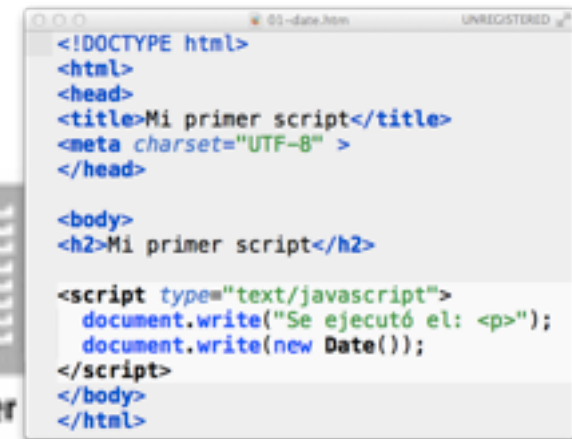 01-date.htm UNREGISTERED
<!DOCTYPE html>
<html>
<head>
<title>Mi primer script</title>
<meta charset="UTF-8" >
</head>
<body>
<h2>Mi primer script</h2>
<script type="text/javascript">
document.write("Se ejecutó el: <p>");
document.write(new Date());
</script>
</body>
</html>